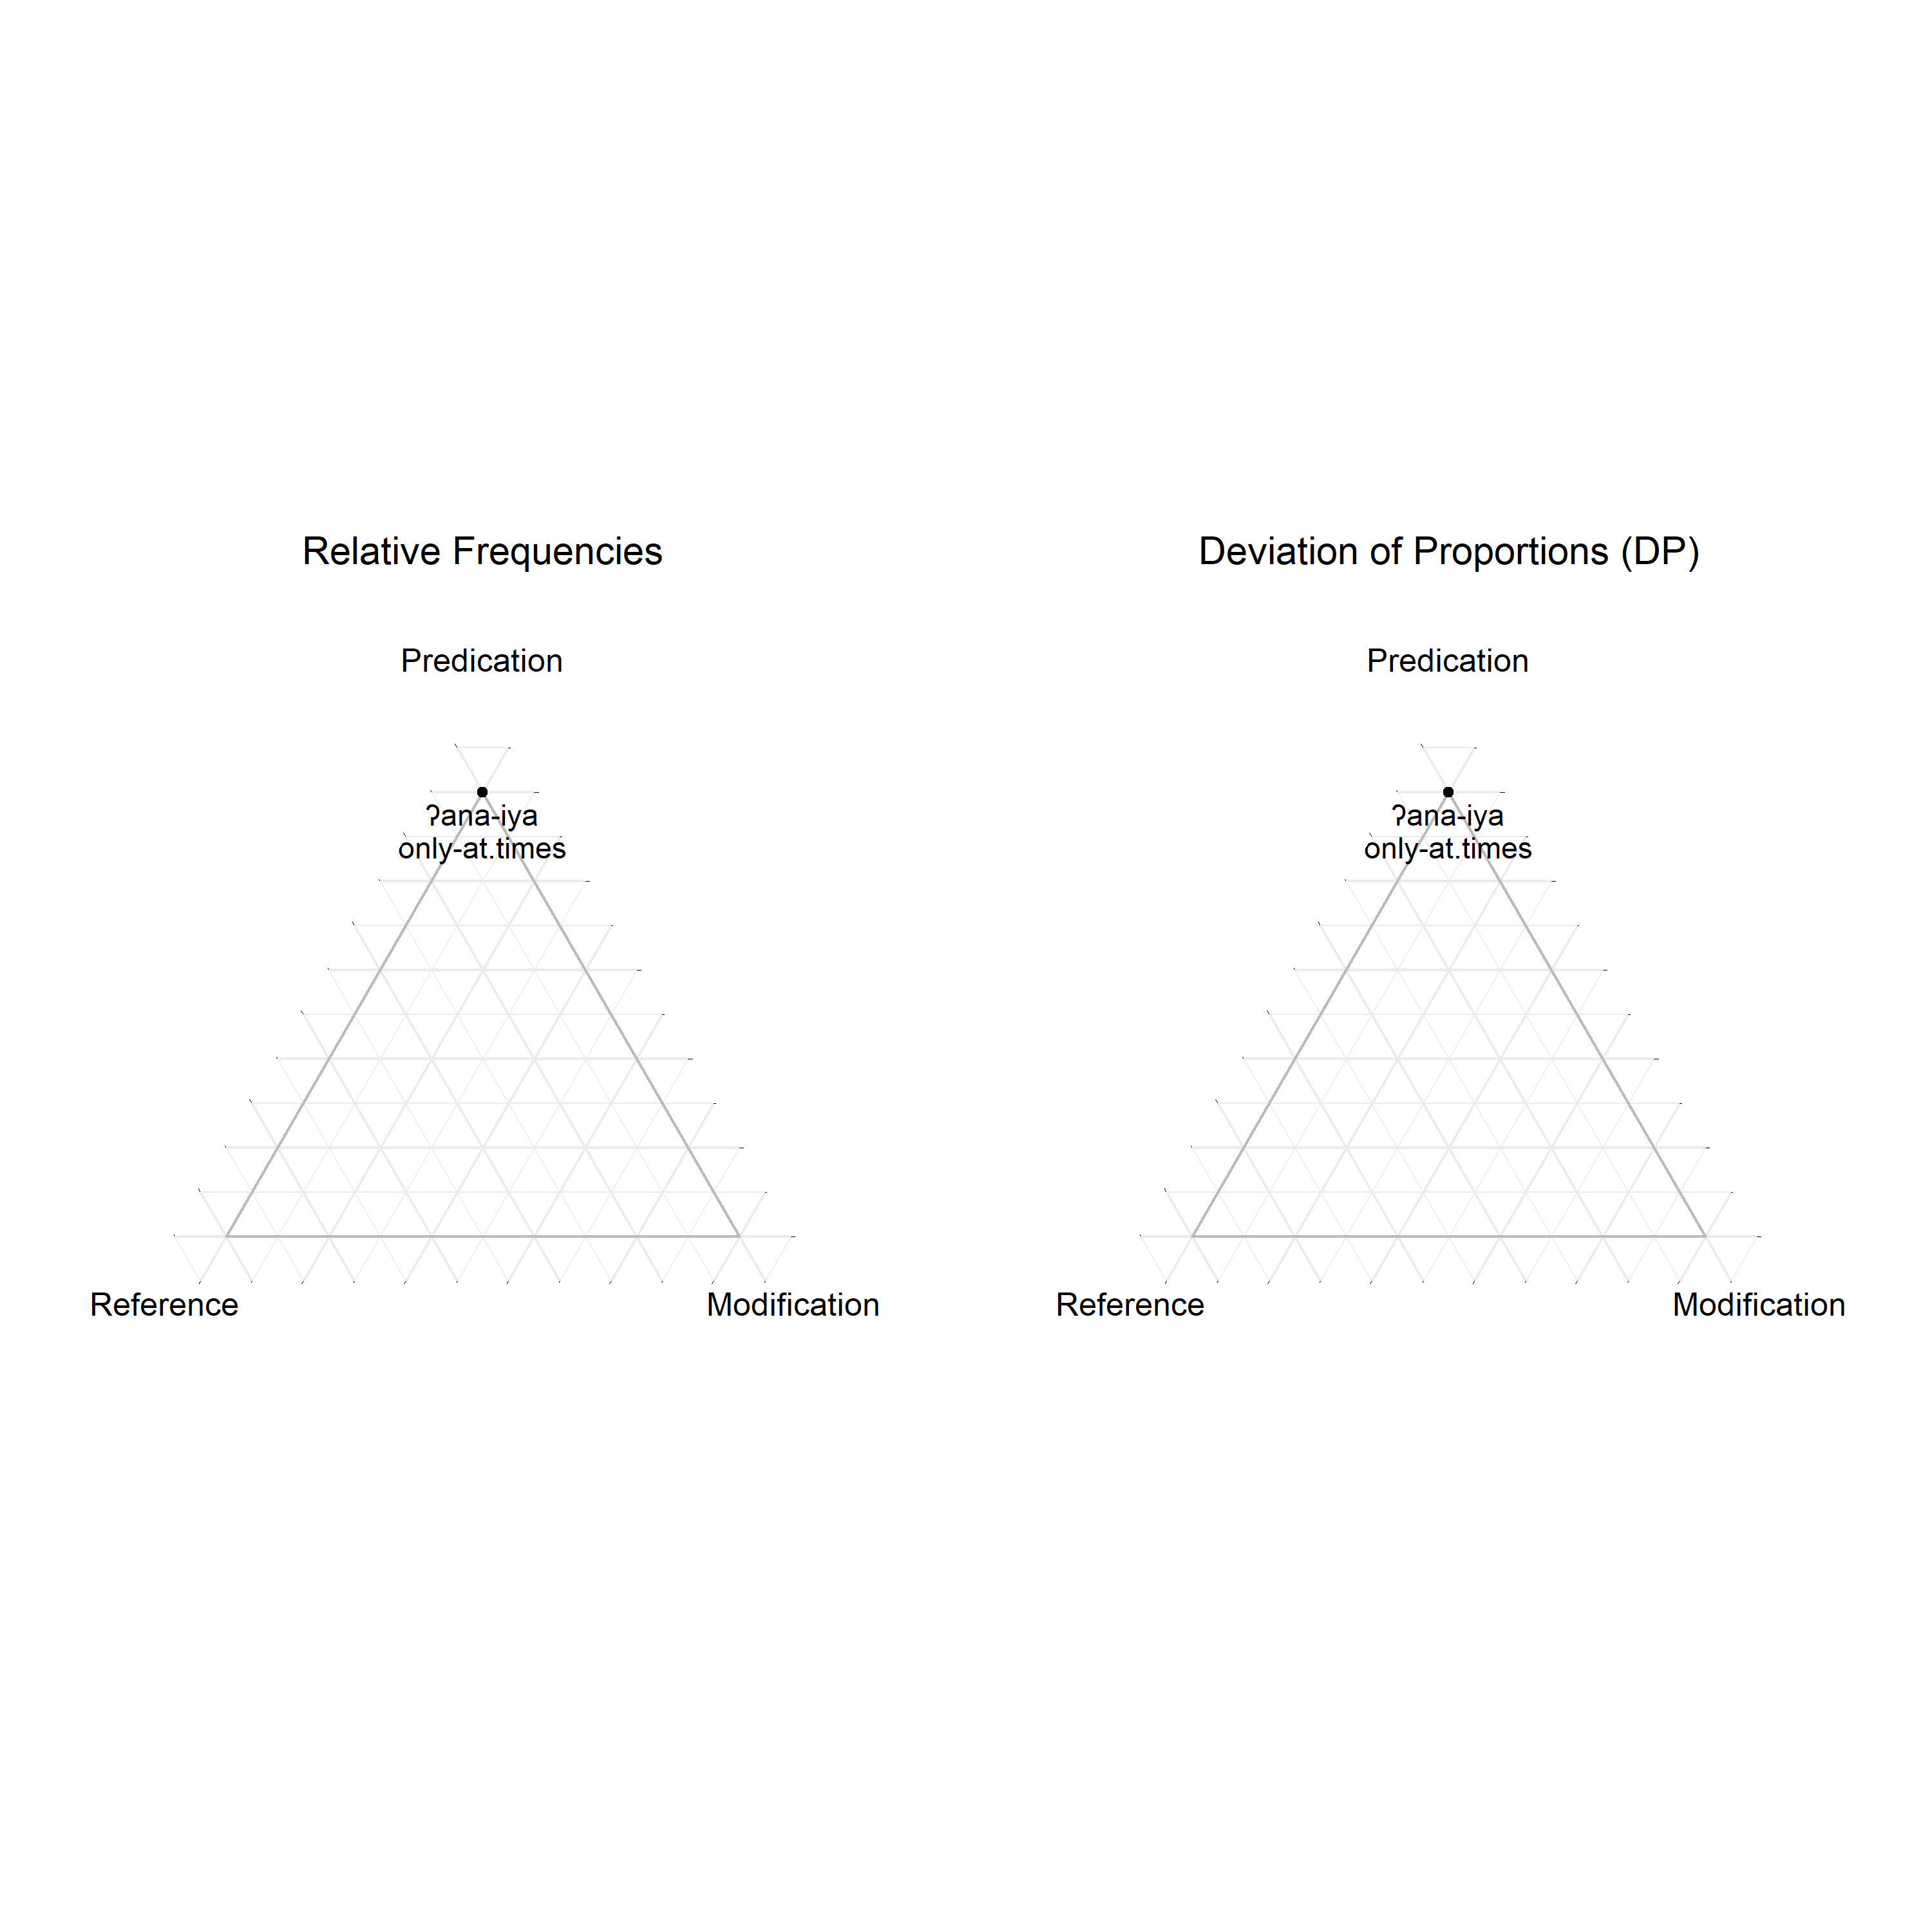 Relative Frequencies
Predication
ʔana-iya
only-at.times
Reference
Modification
Deviation of Proportions (DP)
Predication
ʔana-iya
only-at.times
Reference
Modification